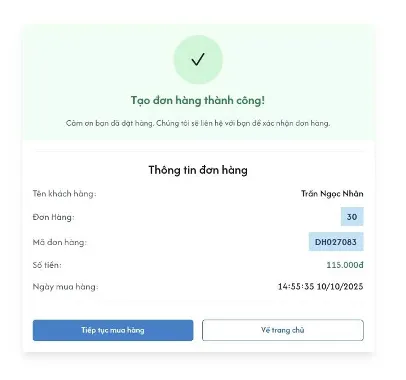 Tạo đơn hàng thành công!
Cảm ơn bạn đã đặt hàng. Chúng tôi sẽ liên hệ với bạn để xác nhận đơn hàng.
Thông tin đơn hàng
Tên khách hàng: Trần Ngọc Nhân
Đơn Hàng: 30
Mã đơn hàng: DH027083
Số tiền: 115.000đ
Ngày mua hàng: 14:55:35 10/10/2025
Tiếp tục mua hàng Về trang chủ